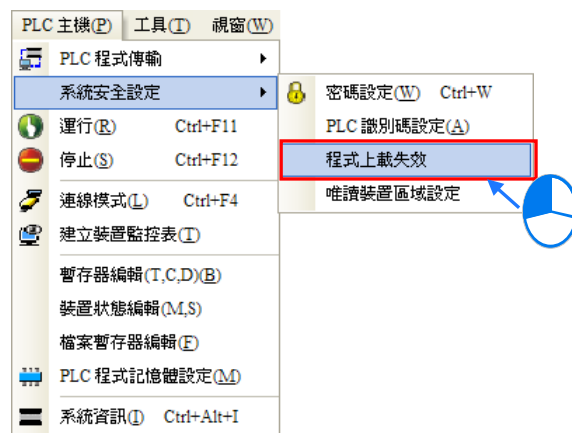 PLC 主機(P) 工具(T) 視窗(W)
PLC 程式傳輸
系統安全設定
運行(R) Ctrl+F11
停止(S) Ctrl+F12
連線模式(L) Ctrl+F4
建立裝置監控表(T)
暫存器編輯(T,C,D)(B)
裝置狀態編輯(M,S)
檔案暫存器編輯(F)
PLC 程式記憶體設定(M)
系統資訊(I) Ctrl+Alt+I
密碼設定(W) Ctrl+W
PLC 識別碼設定(A)
程式上載失效
唯讀裝置區域設定